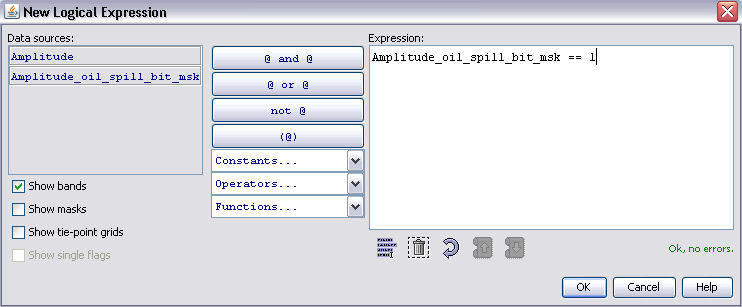 New Logical Expression
Data sources:
Amplitude
Amplitude_oil_spill_bit_msk
Show bands
Show masks
Show tie-point grids
Show single flags
@ and @
@ or @
not @
(@)
Constants...
Operators...
Functions...
Expression:
Amplitude_oil_spill_bit_msk == 1
Ok, no errors.
OK
Cancel
Help